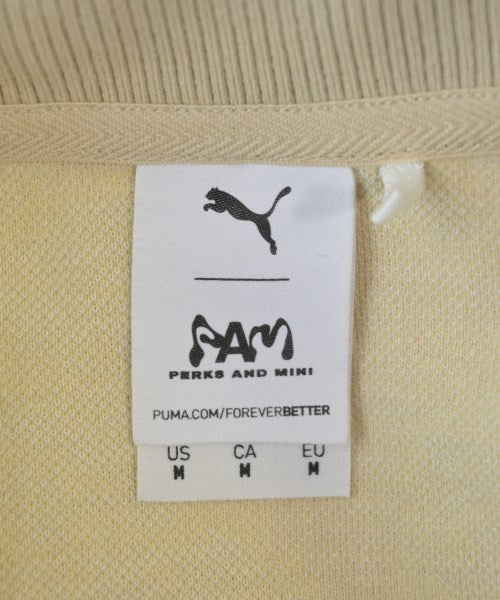 PAM
PERKS AND MINI
PUMA.COM/FOREVERBETTER
US CA EU
M M M